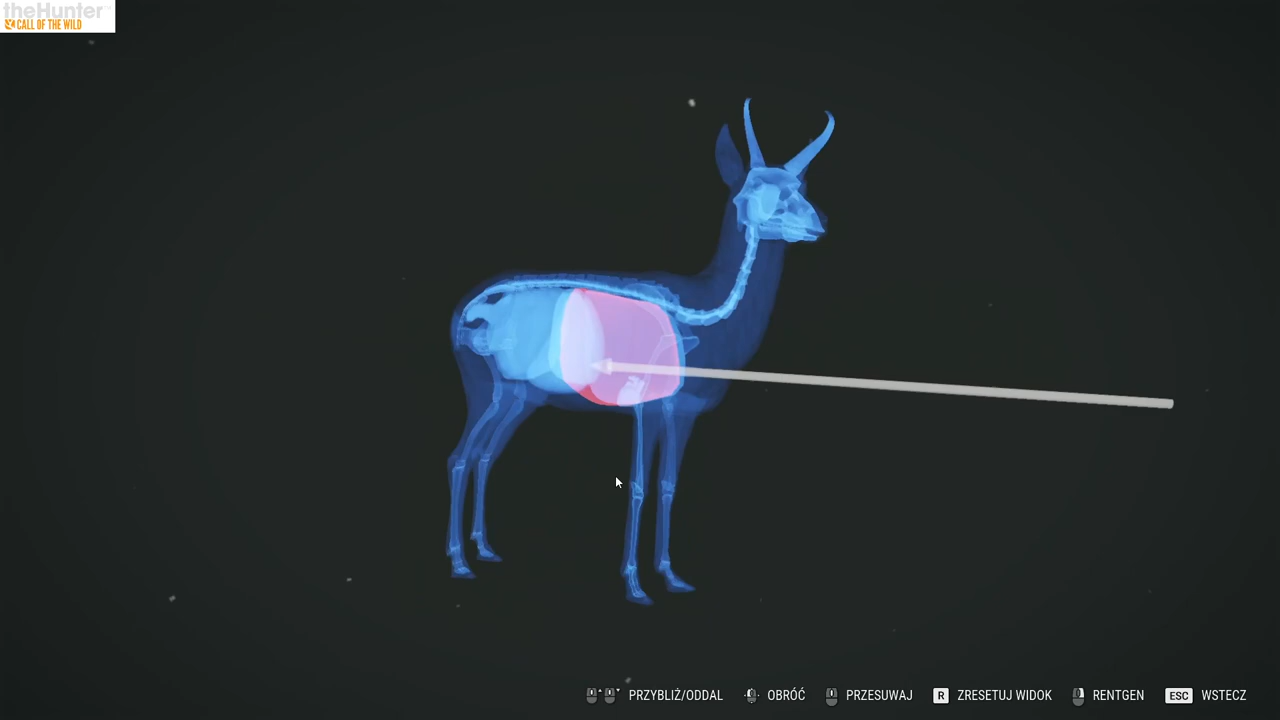 theHunter
CALL OF THE WILD
PRZYBLIŻ/ODDAL OBRÓĆ PRZESUWAJ R ZRESETUJ WIDOK RENTGEN ESC WSTECZ